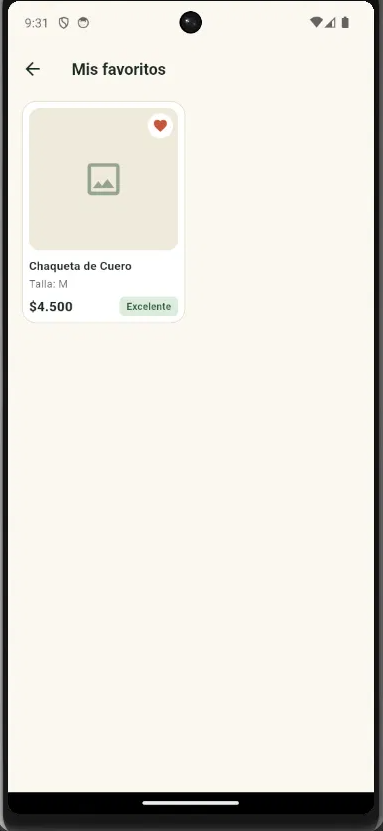 9:31
Mis favoritos
Chaqueta de Cuero
Talla: M
$4.500 Excelente